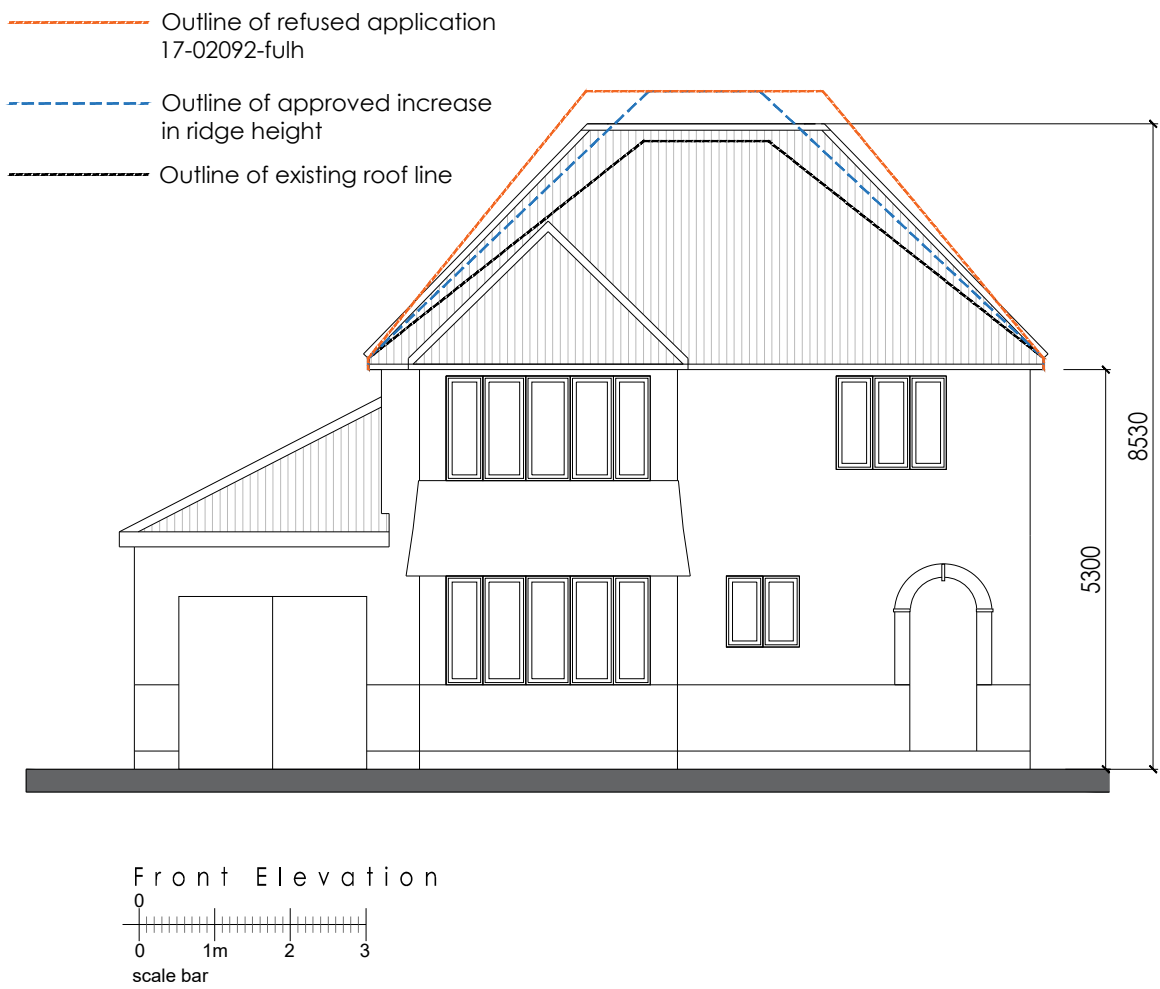 Outline of refused application
17-02092-fulh
Outline of approved increase
in ridge height
Outline of existing roof line
8530
5300
Front Elevation
0
0 1m 2 3
scale bar